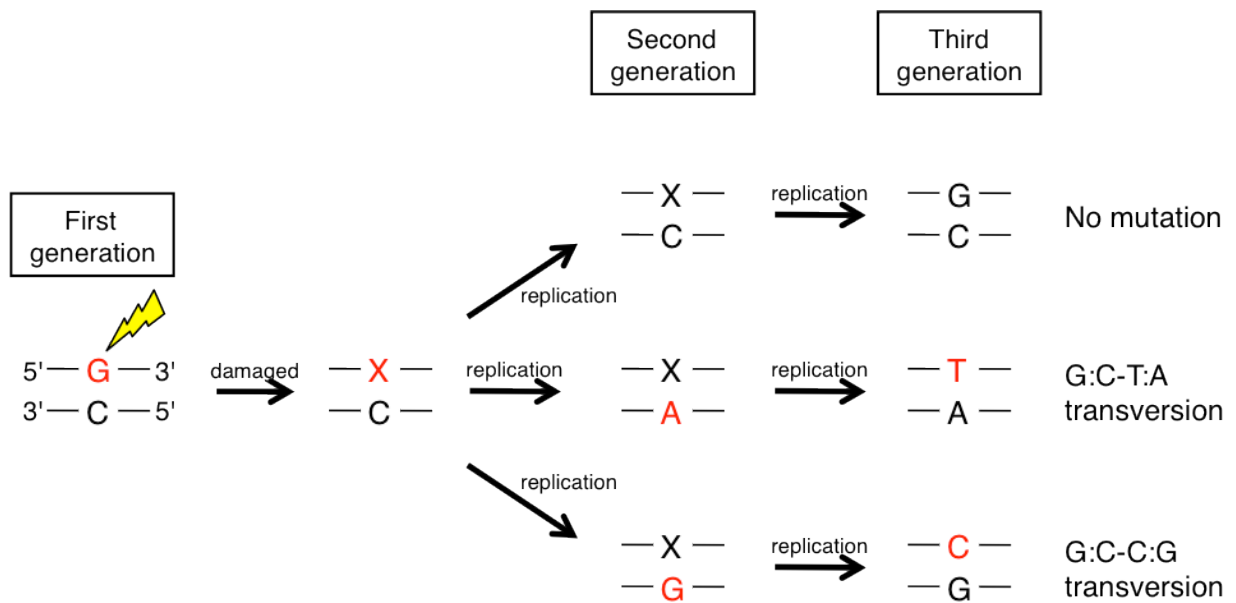 Second
generation
Third
generation
First
generation
X
C
replication
G
C
No mutation
replication
5' G 3'
3' C 5'
damaged
X
C
replication
X
A
replication
T
A
G:C-T:A
transversion
replication
X
G
replication
C
G
G:C-C:G
transversion